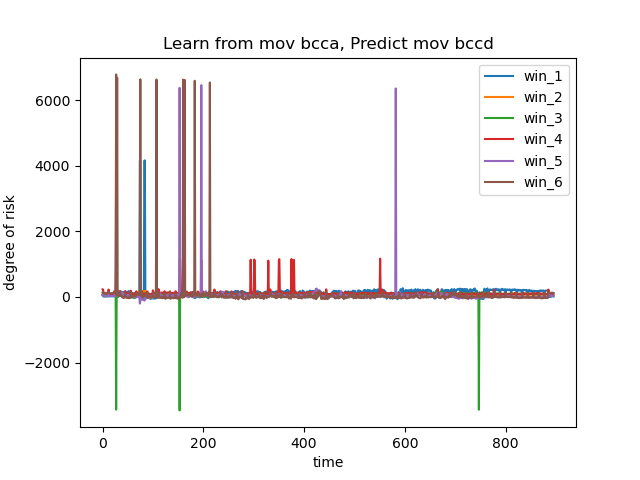 Learn from mov bcca, Predict mov bccd
degree of risk
6000
4000
2000
0
−2000
win_1
win_2
win_3
win_4
win_5
win_6
0 200 400 600 800
time